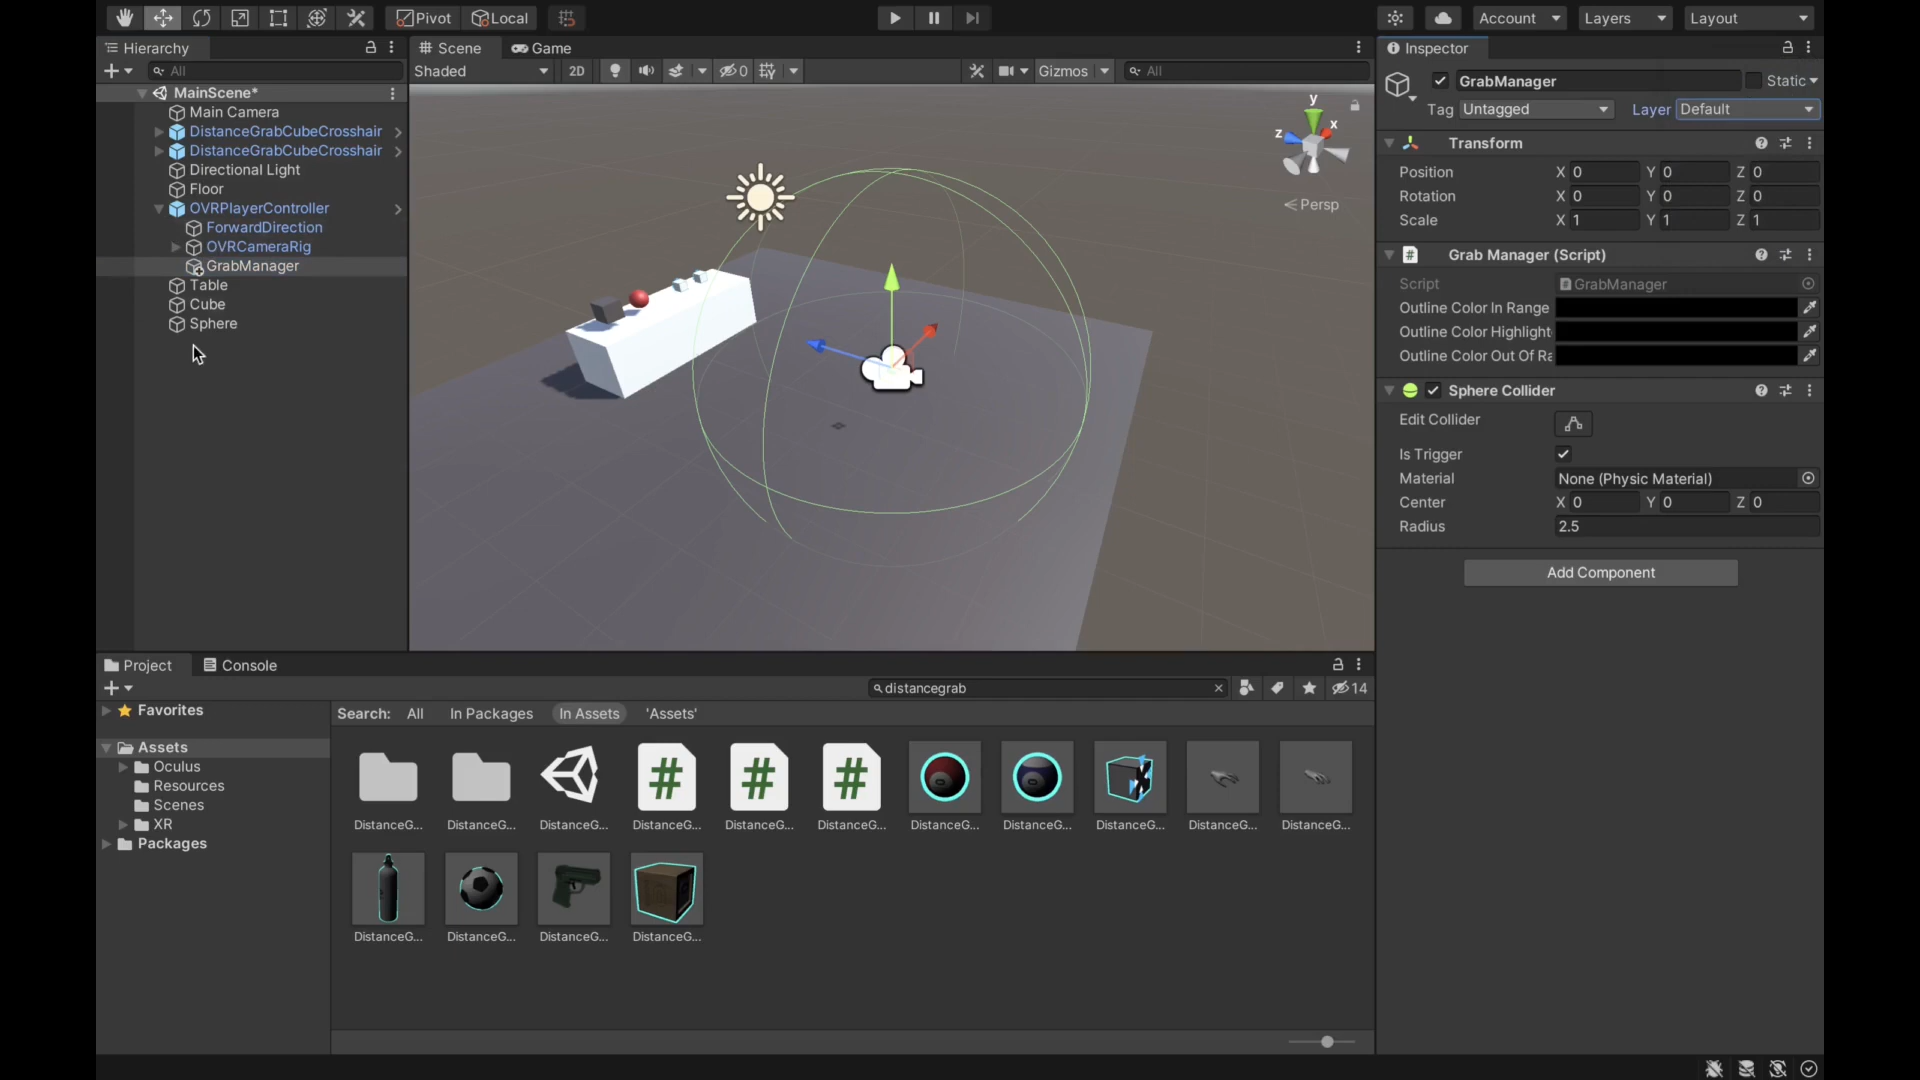 Pivot Local Account Layers Layout
Hierarchy
All
MainScene*
Main Camera
DistanceGrabCubeCrosshair
DistanceGrabCubeCrosshair
Directional Light
Floor
OVRPlayerController
ForwardDirection
OVRCameraRig
GrabManager
Table
Cube
Sphere
Scene Game
Shaded 2D 0 Gizmos All
y
x
z
Persp
Inspector
GrabManager Static
Tag Untagged Layer Default
Transform
Position X 0 Y 0 Z 0
Rotation X 0 Y 0 Z 0
Scale X 1 Y 1 Z 1
# Grab Manager (Script)
Script GrabManager
Outline Color In Range
Outline Color Highlight
Outline Color Out Of Ra
Sphere Collider
Edit Collider
Is Trigger
Material None (Physic Material)
Center X 0 Y 0 Z 0
Radius 2.5
Add Component
Project Console
distancegrab 14
Favorites
Assets
Oculus
Resources
Scenes
XR
Packages
Search: All In Packages In Assets 'Assets'
# # #
DistanceG... DistanceG... DistanceG... DistanceG... DistanceG... DistanceG... DistanceG... DistanceG... DistanceG... DistanceG... DistanceG...
DistanceG... DistanceG... DistanceG... DistanceG...